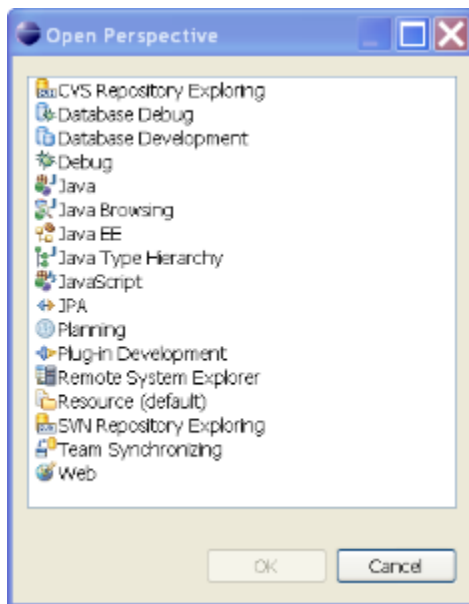 Open Perspective
CVS Repository Exploring
Database Debug
Database Development
Debug
Java
Java Browsing
Java EE
Java Type Hierarchy
JavaScript
JPA
Planning
Plug-in Development
Remote System Explorer
Resource (default)
SVN Repository Exploring
Team Synchronizing
Web
OK
Cancel